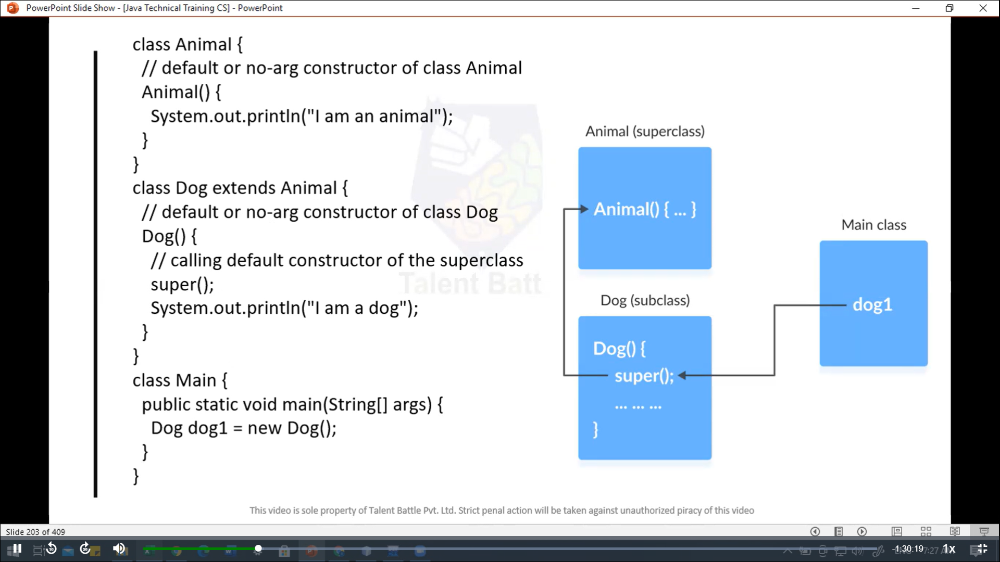 PowerPoint Slide Show - [Java Technical Training CS] - PowerPoint
class Animal {
// default or no-arg constructor of class Animal
Animal() {
System.out.println("I am an animal");
}
}
class Dog extends Animal {
// default or no-arg constructor of class Dog
Dog() {
// calling default constructor of the superclass
super();
System.out.println("I am a dog");
}
}
class Main {
public static void main(String[] args) {
Dog dog1 = new Dog();
}
}
Talent Batt
Animal (superclass)
Animal() { ... }
Dog (subclass)
Dog() {
super();
... ... ...
}
Main class
dog1
This video is sole property of Talent Battle Pvt. Ltd. Strict penal action will be taken against unauthorized piracy of this video
Slide 203 of 409
10
30
-1:30:19
7:27
1x